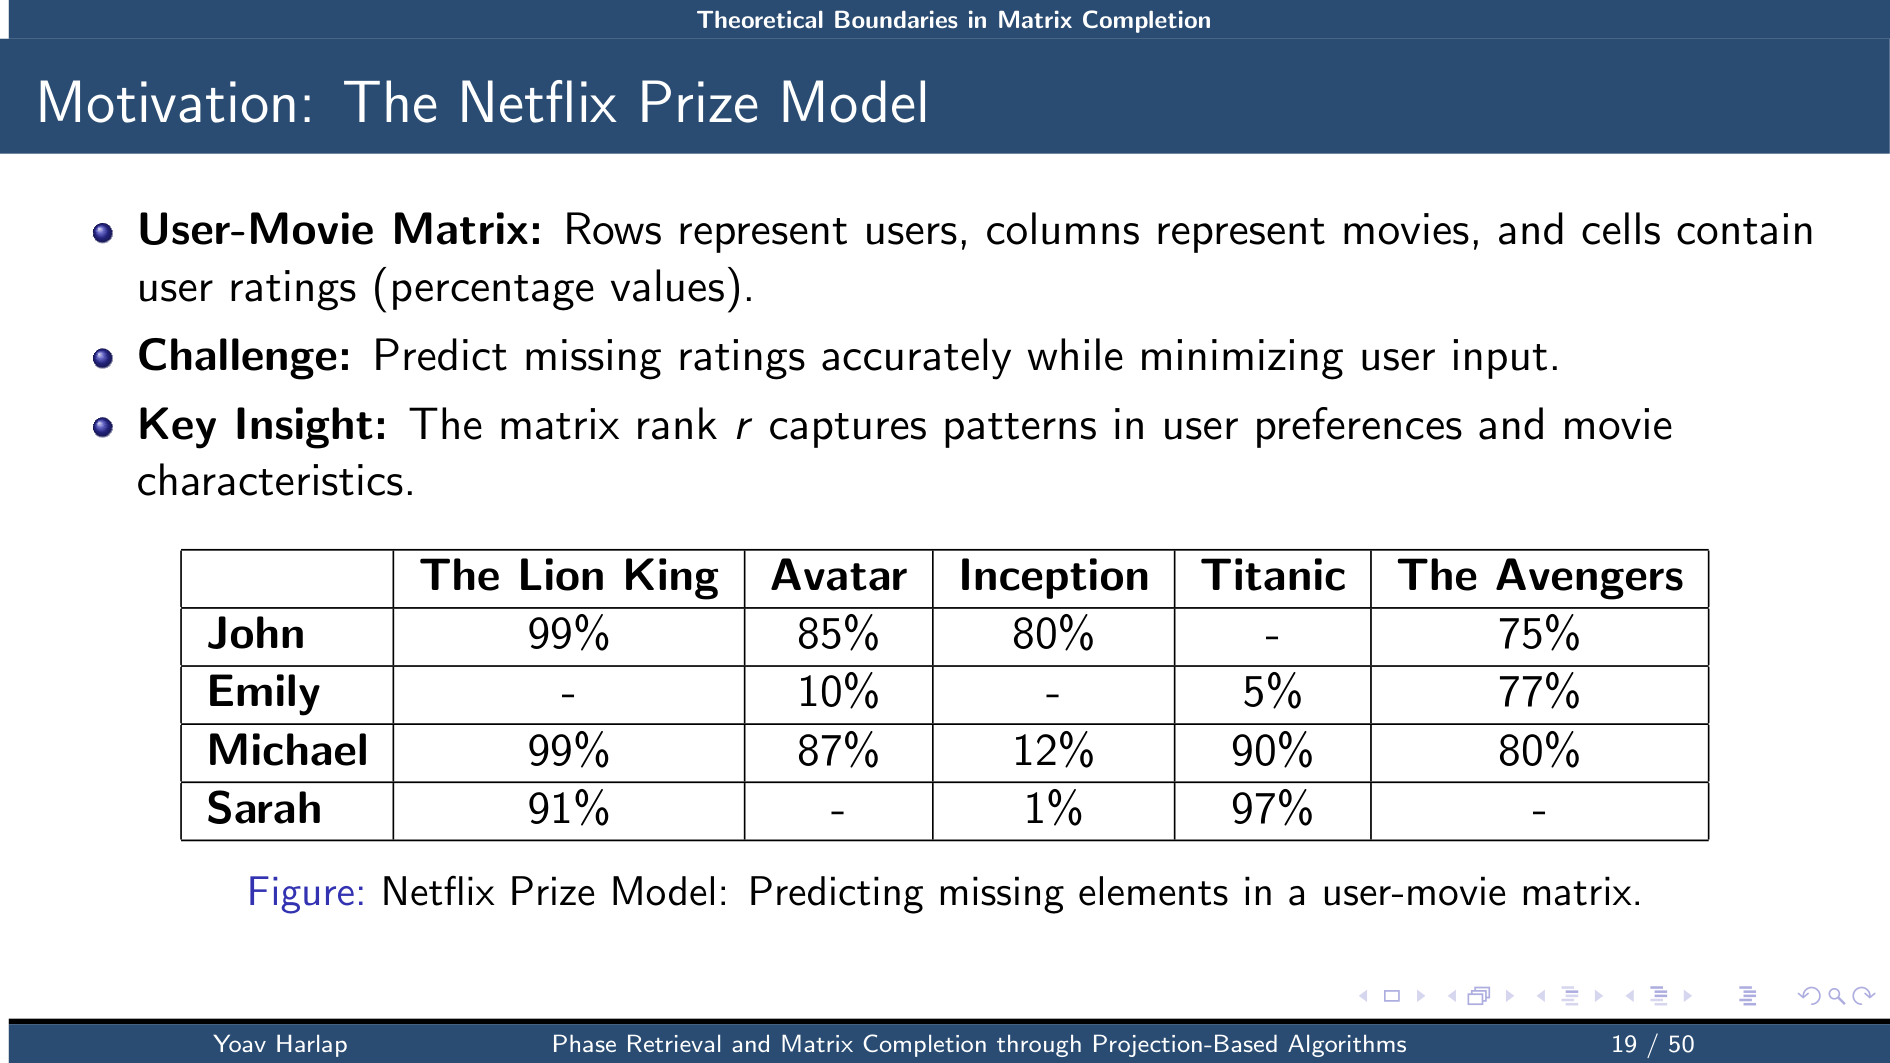 Theoretical Boundaries in Matrix Completion
Motivation: The Netflix Prize Model
User-Movie Matrix: Rows represent users, columns represent movies, and cells contain
user ratings (percentage values).
Challenge: Predict missing ratings accurately while minimizing user input.
Key Insight: The matrix rank r captures patterns in user preferences and movie
characteristics.
The Lion King Avatar Inception Titanic The Avengers
John 99% 85% 80% - 75%
Emily - 10% - 5% 77%
Michael 99% 87% 12% 90% 80%
Sarah 91% - 1% 97% -
Figure: Netflix Prize Model: Predicting missing elements in a user-movie matrix.
Yoav Harlap Phase Retrieval and Matrix Completion through Projection-Based Algorithms 19 / 50